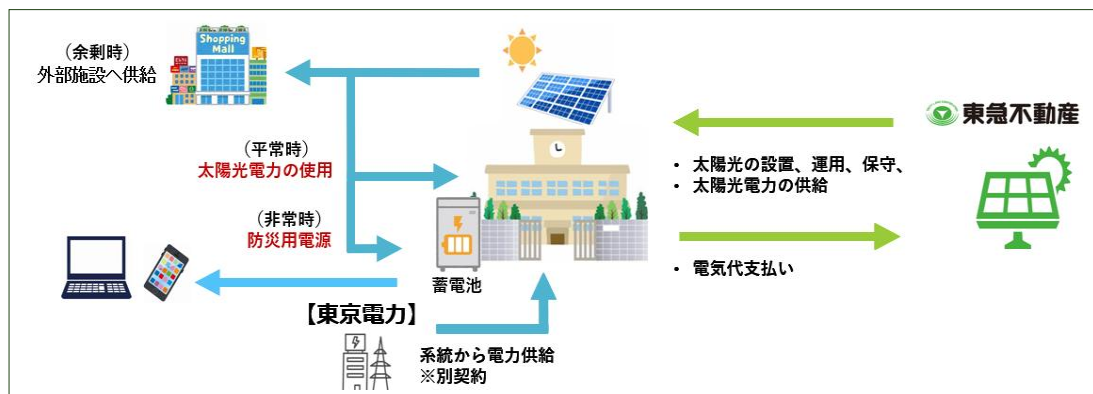 （余剰時）
外部施設へ供給
Shopping
Mall
（平常時）
太陽光電力の使用
（非常時）
防災用電源
蓄電池
【東京電力】
系統から電力供給
※別契約
東急不動産
・ 太陽光の設置、運用、保守、
・ 太陽光電力の供給
・ 電気代支払い